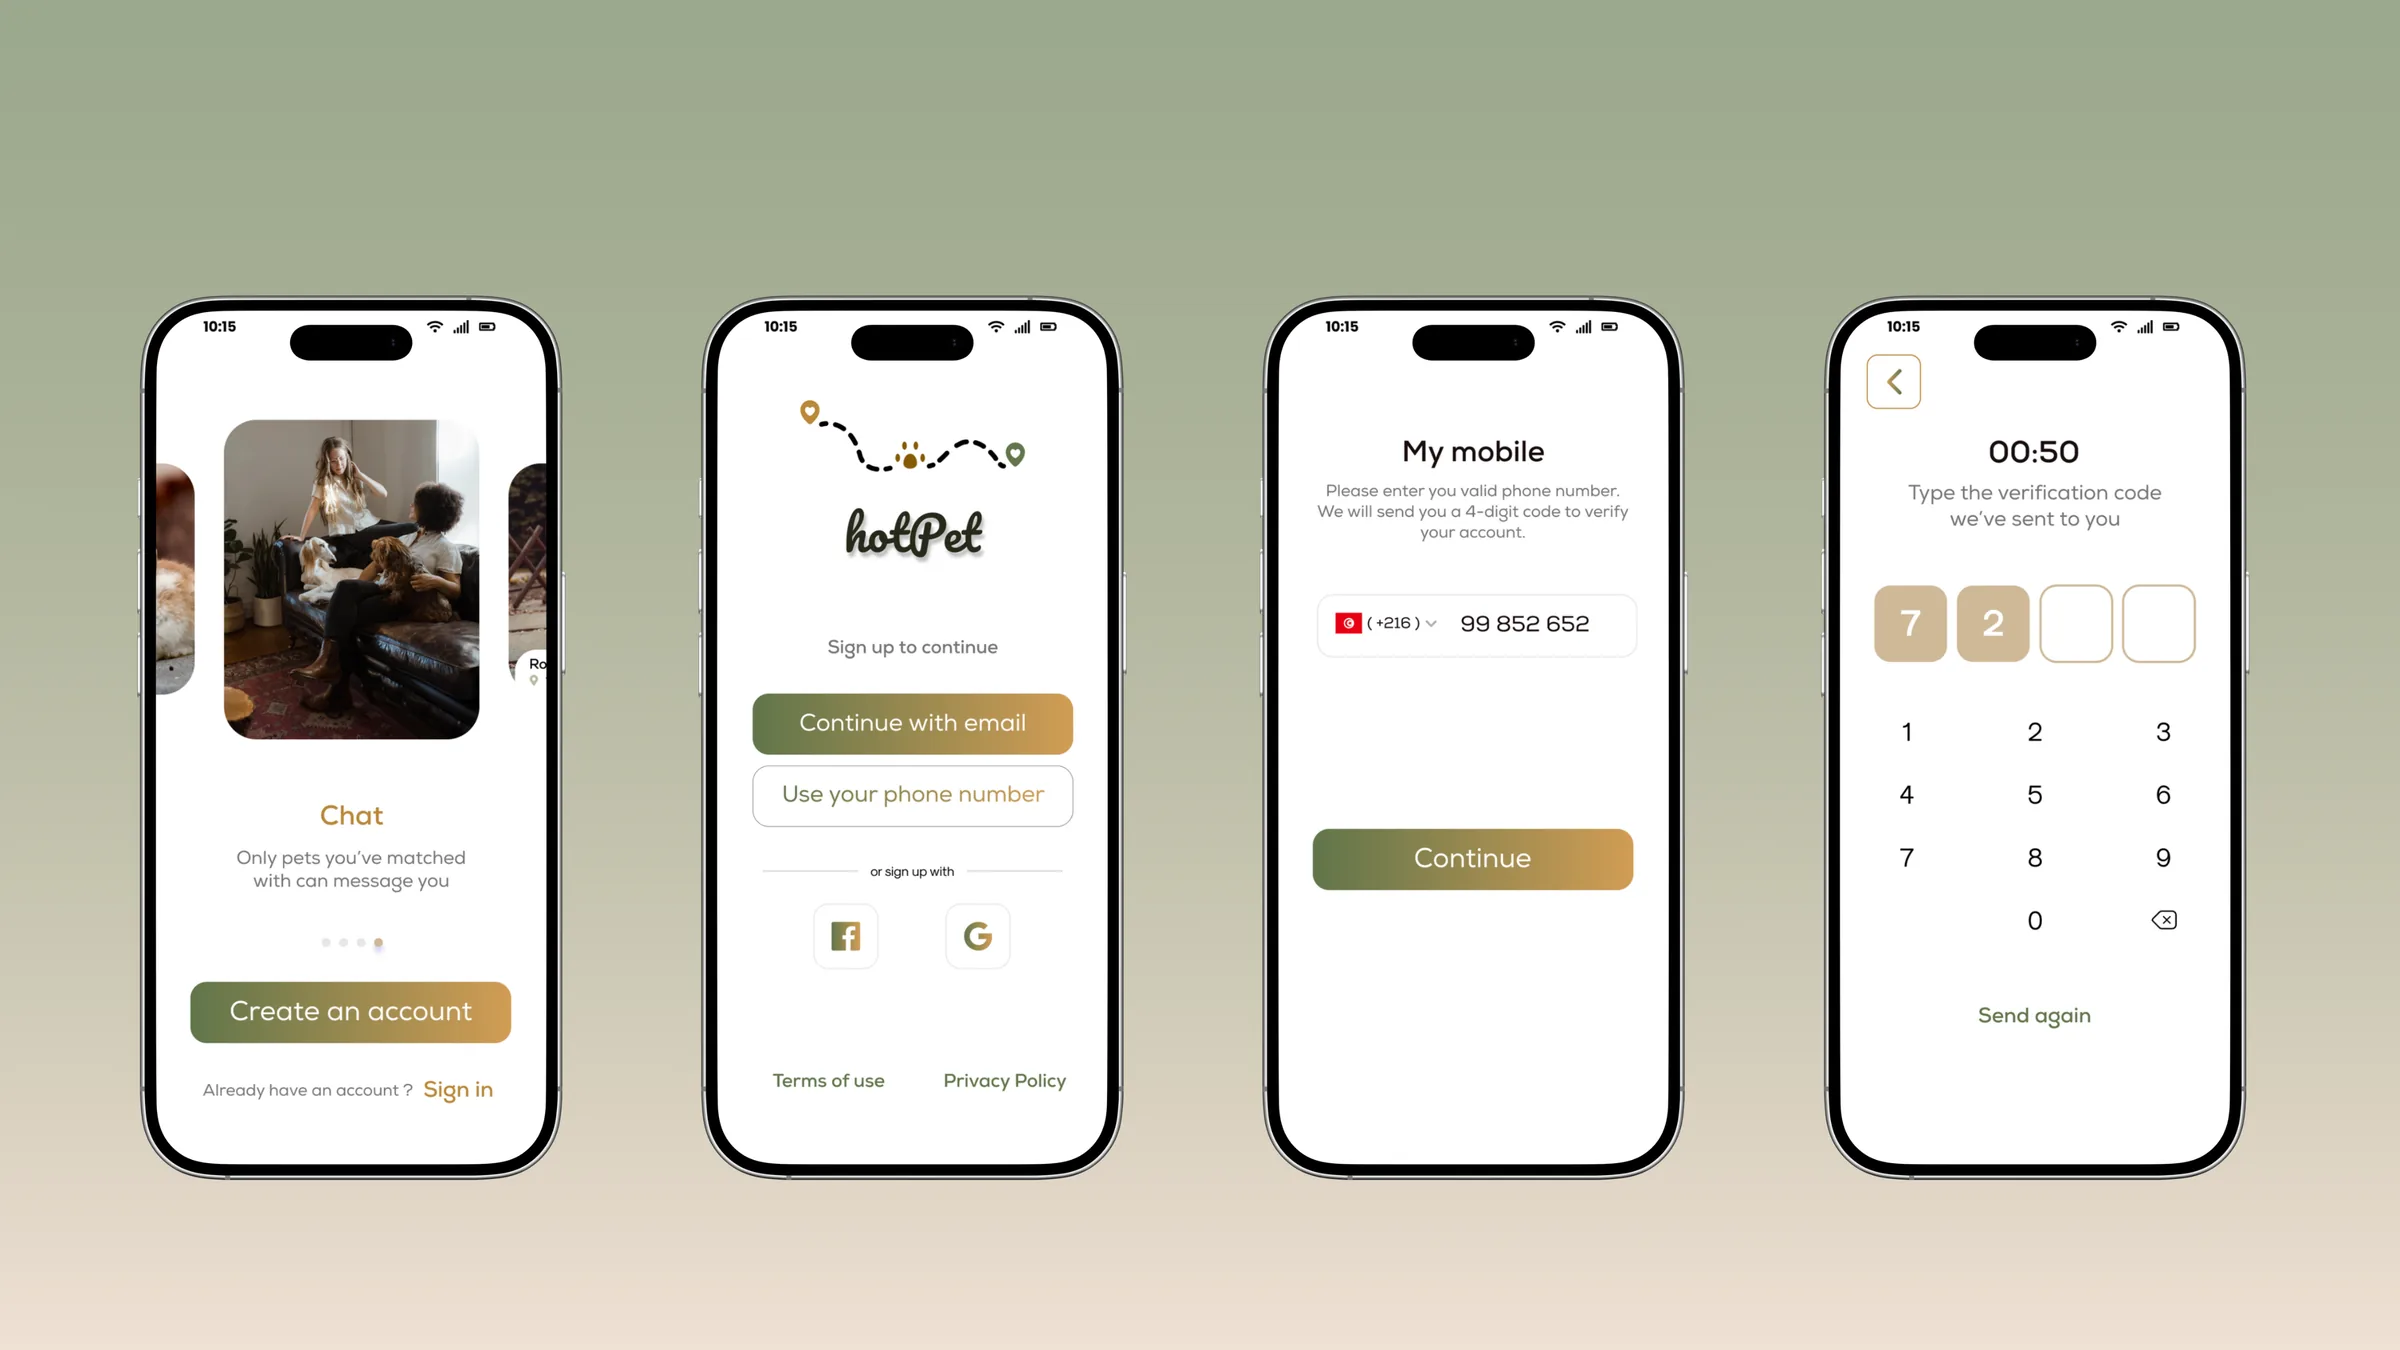 10:15
Ro
Chat
Only pets you've matched
with can message you
Create an account
Already have an account ? Sign in
10:15
hotPet
Sign up to continue
Continue with email
Use your phone number
or sign up with
Terms of use
Privacy Policy
10:15
My mobile
Please enter you valid phone number.
We will send you a 4-digit code to verify
your account.
( +216 ) 99 852 652
Continue
10:15
00:50
Type the verification code
we've sent to you
7 2
1 2 3
4 5 6
7 8 9
0
Send again